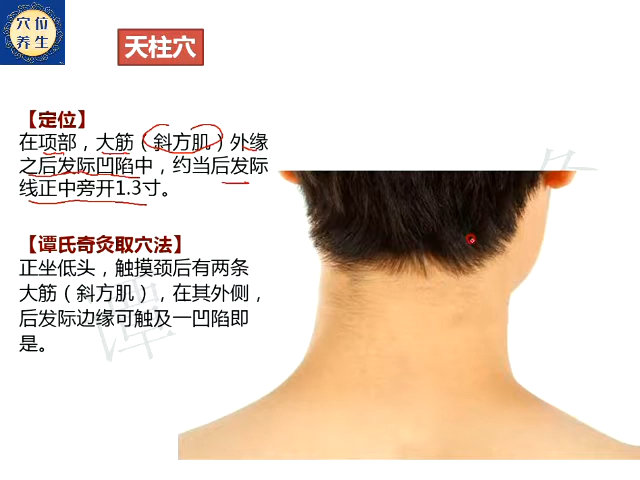 穴位
养生
天柱穴
【定位】
在项部，大筋（斜方肌）外缘
之后发际凹陷中，约当后发际
线正中旁开1.3寸。
【谭氏奇灸取穴法】
正坐低头，触摸颈后有两条
大筋（斜方肌），在其外侧，
后发际边缘可触及一凹陷即
是。
谭